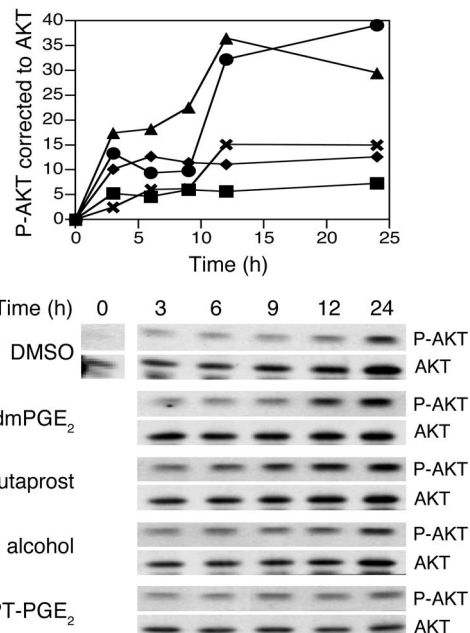 P-AKT corrected to AKT
40
35
30
25
20
15
10
5
0
0 5 10 15 20 25
Time (h)
Time (h) 0 3 6 9 12 24
DMSO P-AKT
AKT
dmPGE2 P-AKT
AKT
utaprost P-AKT
AKT
alcohol P-AKT
AKT
PT-PGE2 P-AKT
AKT